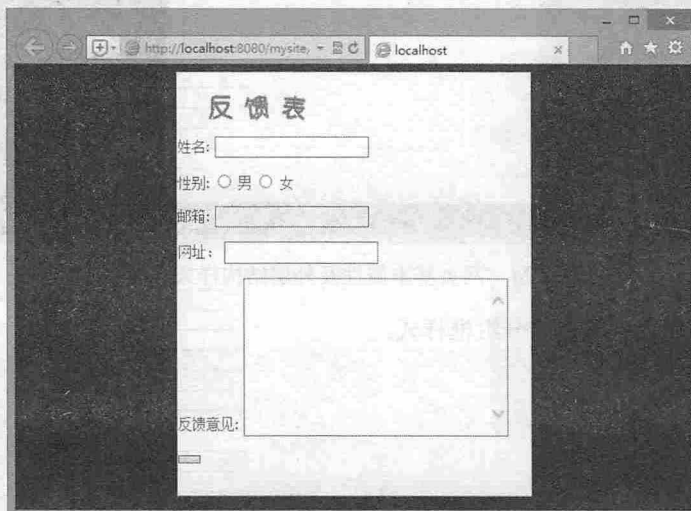 http://localhost:8080/mysite,
localhost
反馈表
姓名:
性别: 男 女
邮箱:
网址:
反馈意见: